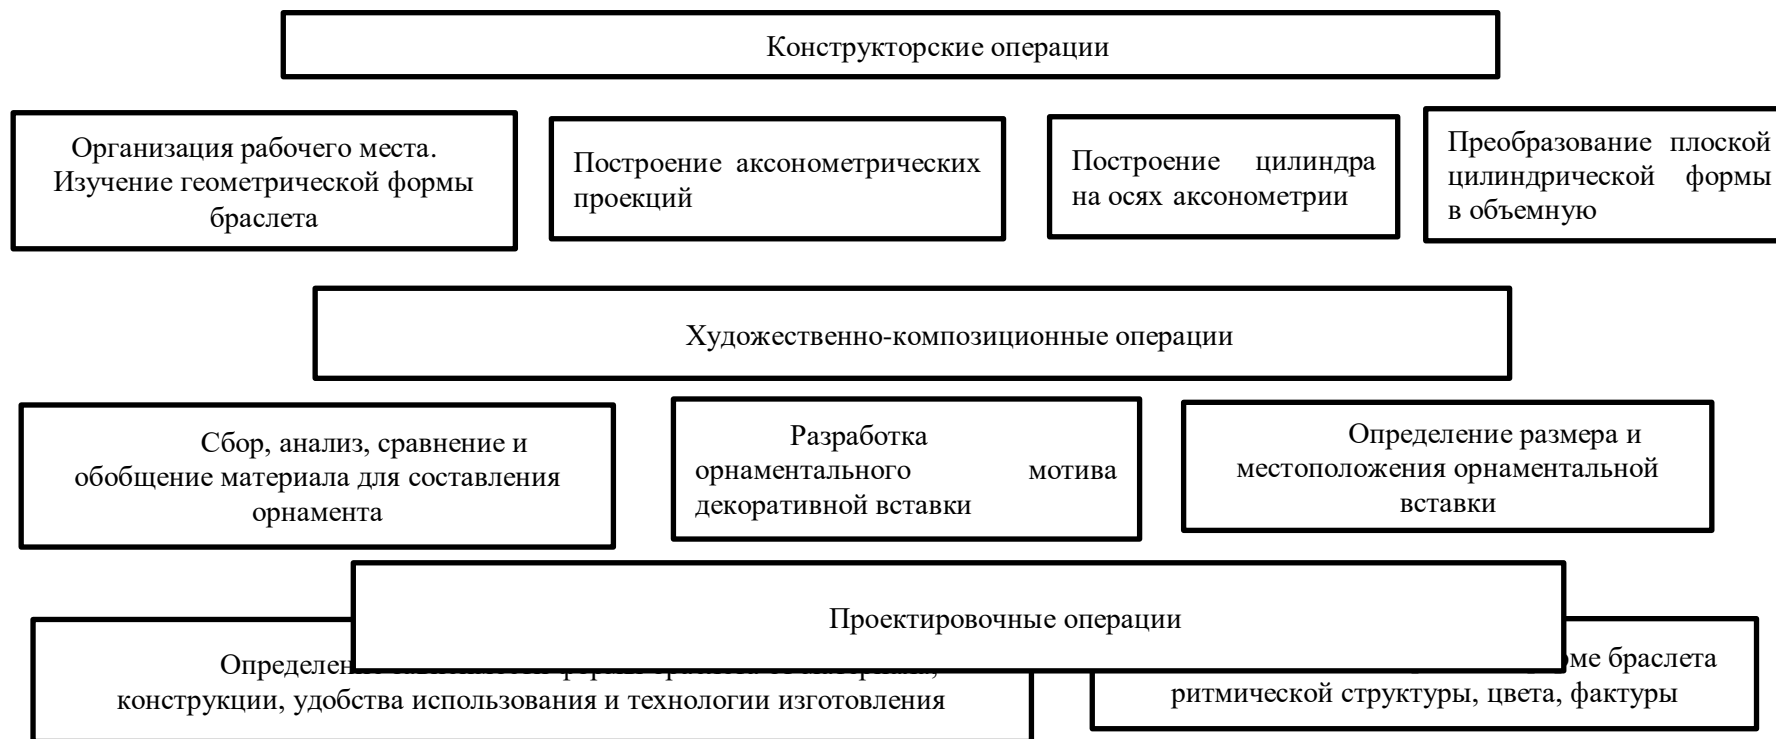 Конструкторские операции
Организация рабочего места.
Изучение геометрической формы
браслета
Построение аксонометрических
проекций
Построение цилиндра
на осях аксонометрии
Преобразование плоской
цилиндрической формы
в объемную
Художественно-композиционные операции
Сбор, анализ, сравнение и
обобщение материала для составления
орнамента
Разработка
орнаментального мотива
декоративной вставки
Определение размера и
местоположения орнаментальной
вставки
Проектировочные операции
конструкции, удобства использования и технологии изготовления
браслета
ритмической структуры, цвета, фактуры